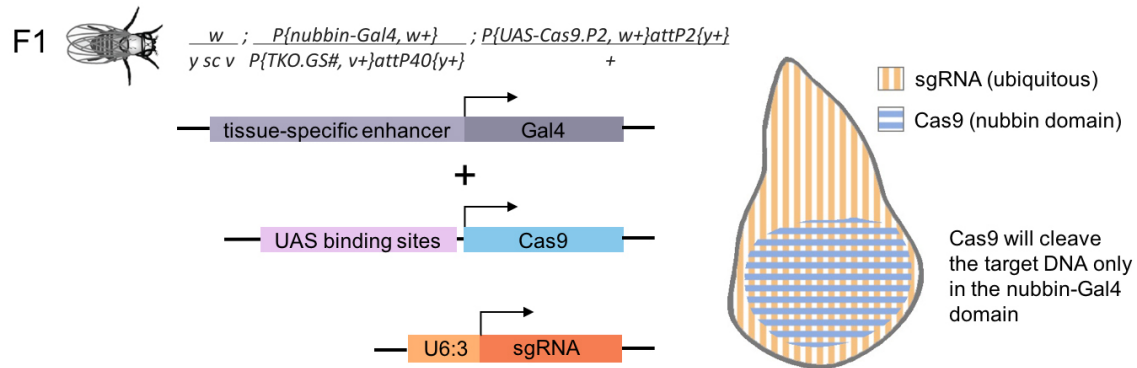 F1
w ; P{nubbin-Gal4, w+} ; P{UAS-Cas9.P2, w+}attP2{y+}
y sc v P{TKO.GS#, v+}attP40{y+} +
tissue-specific enhancer Gal4
+
UAS binding sites Cas9
U6:3 sgRNA
sgRNA (ubiquitous)
Cas9 (nubbin domain)
Cas9 will cleave
the target DNA only
in the nubbin-Gal4
domain